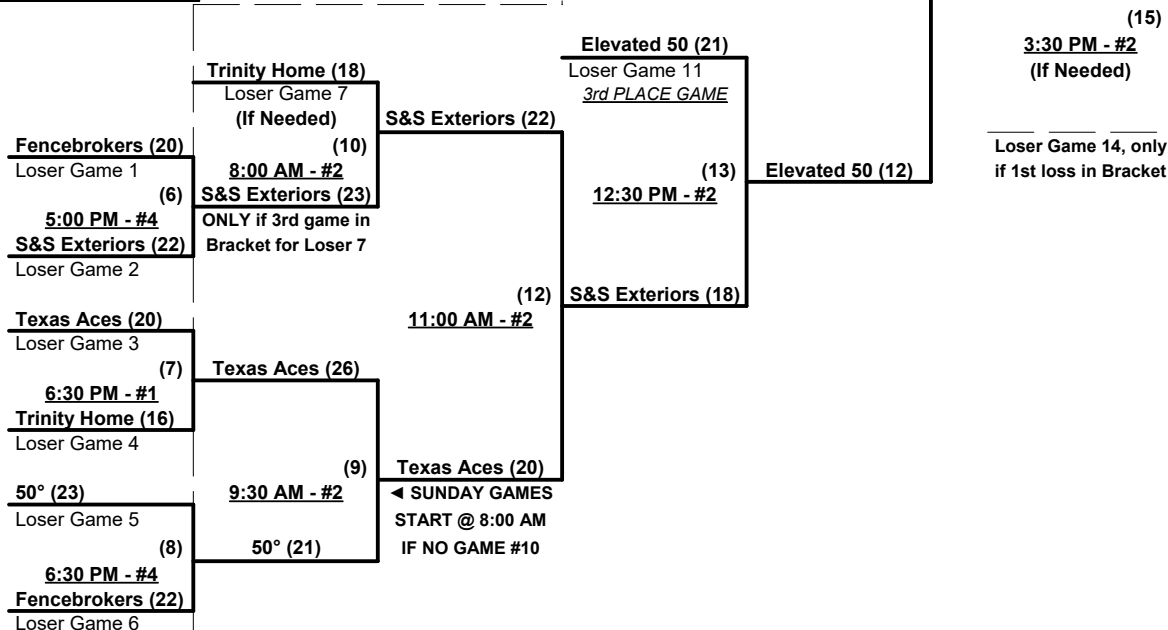 (15)
3:30 PM - #2
(If Needed)
Loser Game 14, only
if 1st loss in Bracket
Elevated 50 (21)
Loser Game 11
3rd PLACE GAME
Trinity Home (18)
Loser Game 7
(If Needed)
(10)
8:00 AM - #2
S&S Exteriors (23)
ONLY if 3rd game in
Bracket for Loser 7
S&S Exteriors (22)
Fencebrokers (20)
Loser Game 1
(6)
5:00 PM - #4
S&S Exteriors (22)
Loser Game 2
(13)
12:30 PM - #2
Elevated 50 (12)
(12)
11:00 AM - #2
S&S Exteriors (18)
Texas Aces (20)
Loser Game 3
(7)
6:30 PM - #1
Trinity Home (16)
Loser Game 4
Texas Aces (26)
(9)
9:30 AM - #2
Texas Aces (20)
◄ SUNDAY GAMES
START @ 8:00 AM
IF NO GAME #10
50° (23)
Loser Game 5
(8)
6:30 PM - #4
Fencebrokers (22)
Loser Game 6
50° (21)